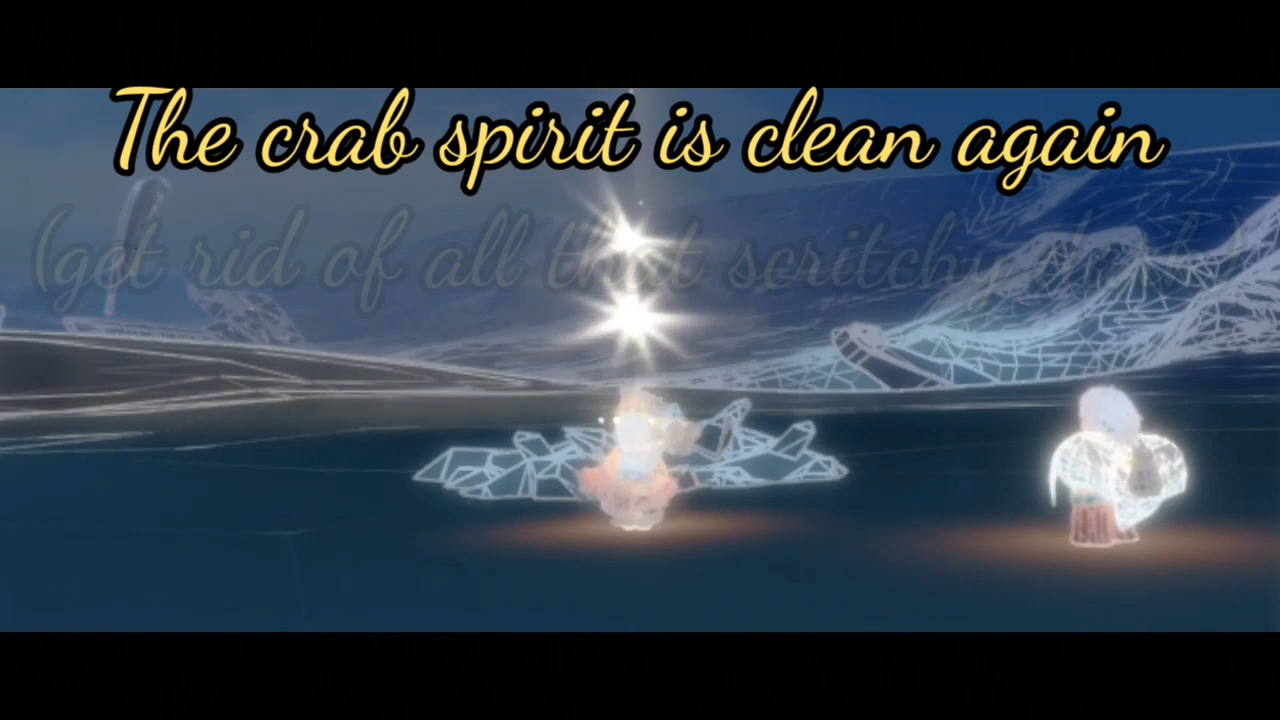 The crab spirit is clean again
(get rid of all that scritchy